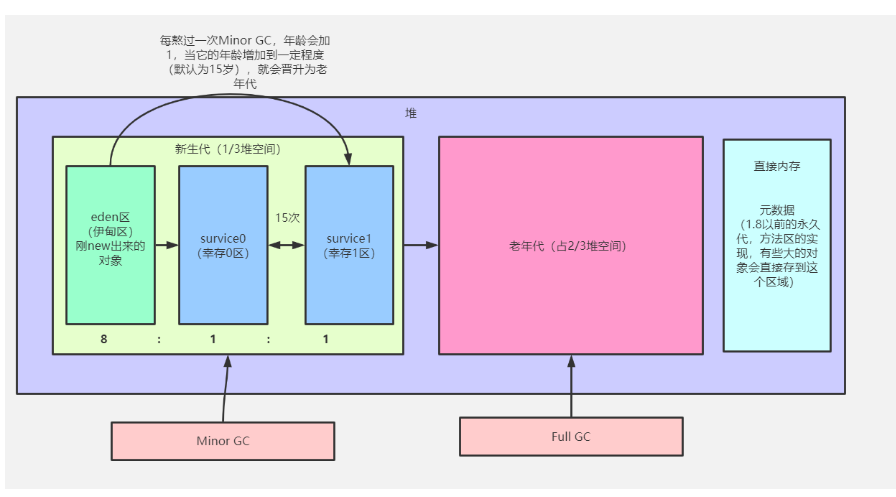 每熬过一次Minor GC，年龄会加
1，当它的年龄增加到一定程度
（默认为15岁），就会晋升为老
年代
堆
新生代（1/3堆空间）
eden区
（伊甸区）
刚new出来的
对象
survice0
（幸存0区）
15次
survice1
（幸存1区）
8 : 1 : 1
老年代（占2/3堆空间）
直接内存
元数据
（1.8以前的永久
代，方法区的实
现，有些大的对
象会直接存到这
个区域）
Minor GC
Full GC